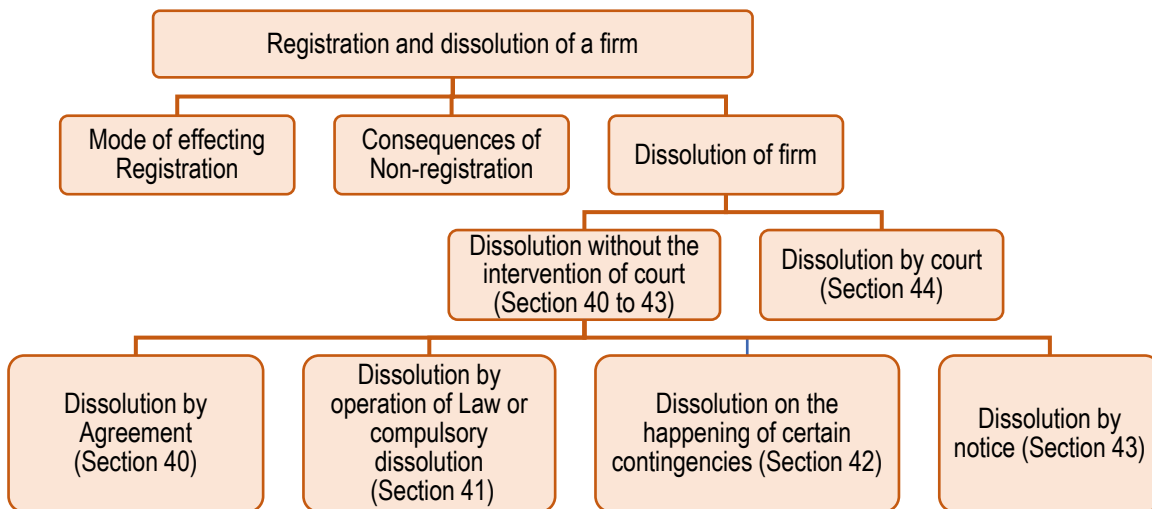 Registration and dissolution of a firm
Mode of effecting
Registration
Consequences of
Non-registration
Dissolution of firm
Dissolution without the
intervention of court
(Section 40 to 43)
Dissolution by court
(Section 44)
Dissolution by
Agreement
(Section 40)
Dissolution by
operation of Law or
compulsory
dissolution
(Section 41)
Dissolution on the
happening of certain
contingencies (Section 42)
Dissolution by
notice (Section 43)